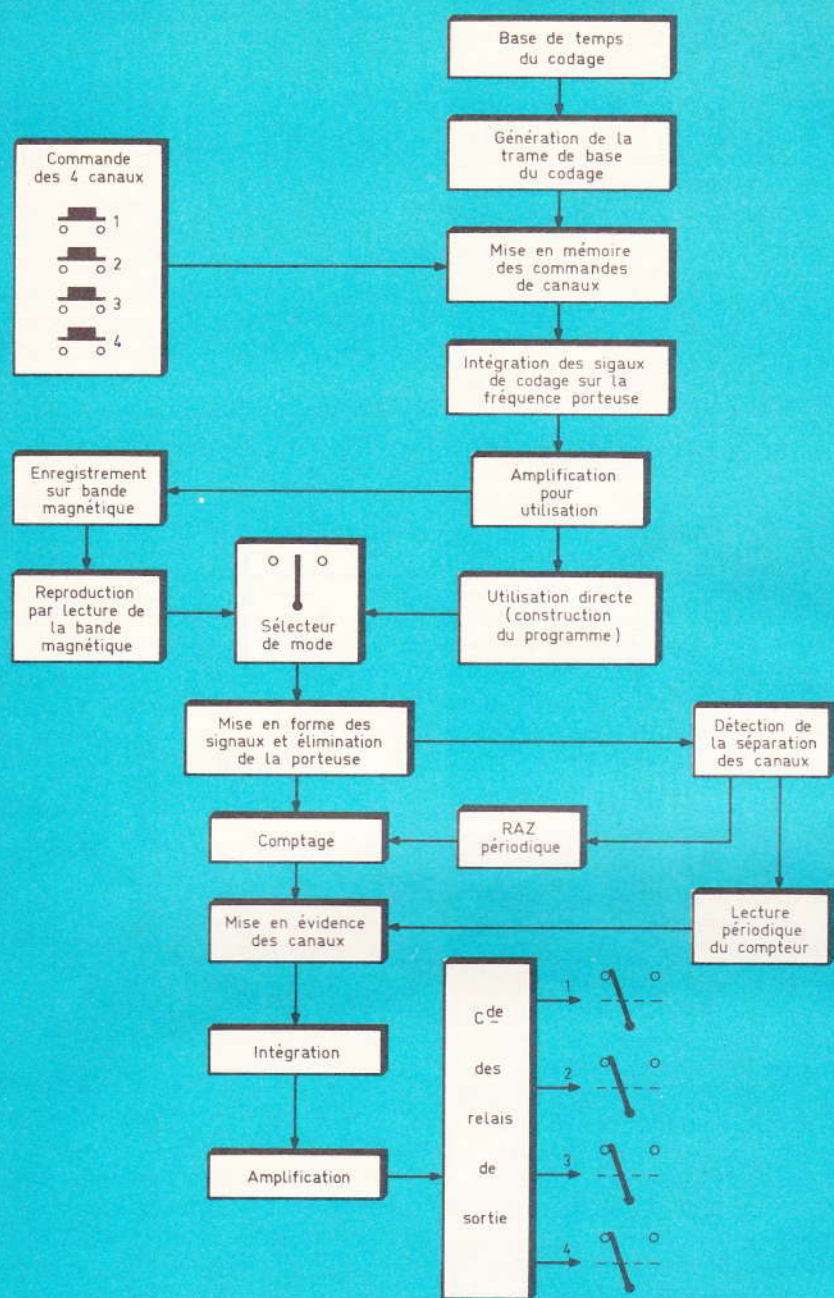 Base de temps
du codage
Génération de la
trame de base
du codage
Commande
des 4 canaux
1
2
3
4
Mise en mémoire
des commandes
de canaux
Intégration des sigaux
de codage sur la
fréquence porteuse
Enregistrement
sur bande
magnétique
Amplification
pour
utilisation
Reproduction
par lecture de
la bande
magnétique
Sélecteur
de mode
Utilisation directe
(construction
du programme)
Mise en forme des
signaux et élimination
de la porteuse
Détection de
la séparation
des canaux
Comptage
RAZ
périodique
Mise en évidence
des canaux
Lecture
périodique
du compteur
Intégration
Amplification
Cde
des
relais
de
sortie
1
2
3
4